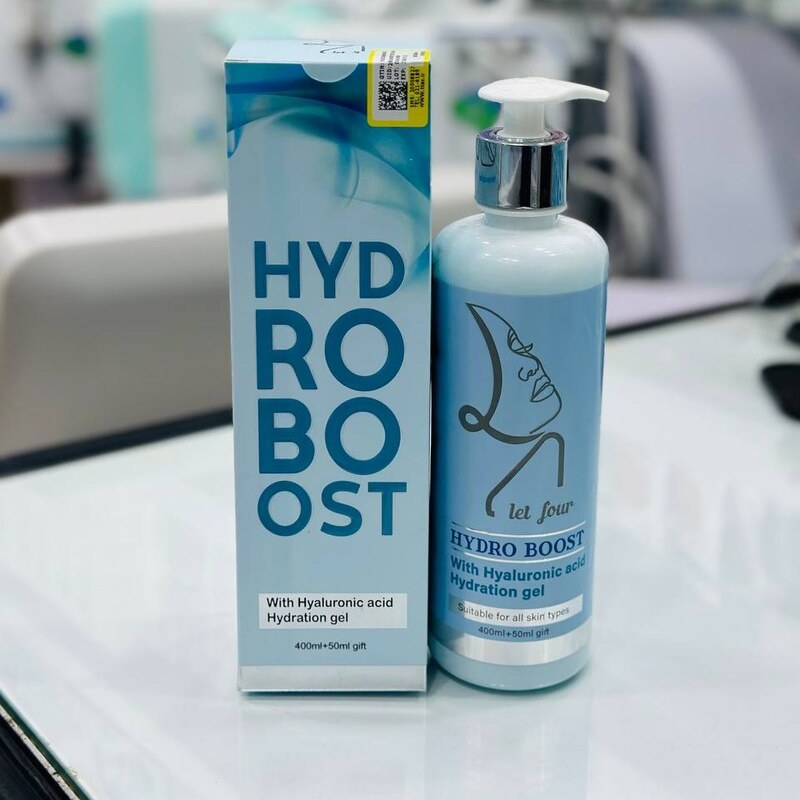 HYD
RO
BO
OST
With Hyaluronic acid
Hydration gel
400ml+50ml gift
let four
HYDRO BOOST
With Hyaluronic acid
Hydration gel
Suitable for all skin types
400ml+50ml gift